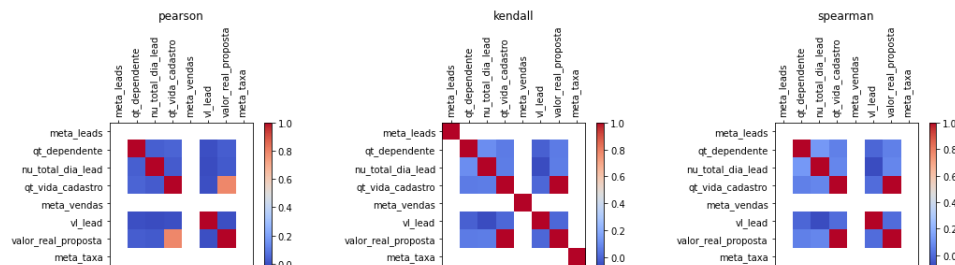 pearson
meta_leads
qt_dependente
nu_total_dia_lead
qt_vida_cadastro
meta_vendas
vl_lead
valor_real_proposta
meta_taxa
meta_leads
qt_dependente
nu_total_dia_lead
qt_vida_cadastro
meta_vendas
vl_lead
valor_real_proposta
meta_taxa
1.0
0.8
0.6
0.4
0.2
0.0
kendall
meta_leads
qt_dependente
nu_total_dia_lead
qt_vida_cadastro
meta_vendas
vl_lead
valor_real_proposta
meta_taxa
meta_leads
qt_dependente
nu_total_dia_lead
qt_vida_cadastro
meta_vendas
vl_lead
valor_real_proposta
meta_taxa
1.0
0.8
0.6
0.4
0.2
0.0
spearman
meta_leads
qt_dependente
nu_total_dia_lead
qt_vida_cadastro
meta_vendas
vl_lead
valor_real_proposta
meta_taxa
meta_leads
qt_dependente
nu_total_dia_lead
qt_vida_cadastro
meta_vendas
vl_lead
valor_real_proposta
meta_taxa
1.0
0.8
0.6
0.4
0.2
0.0